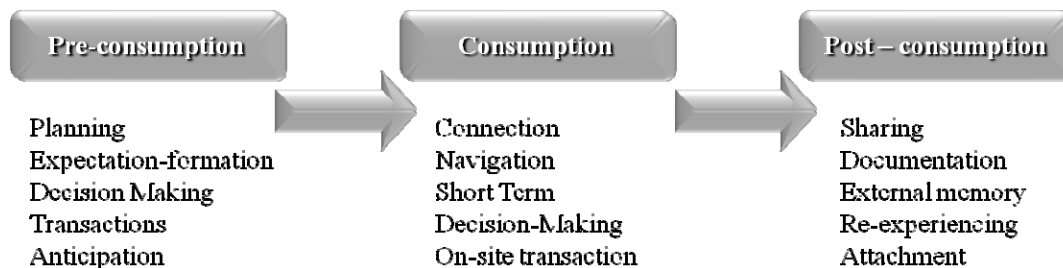 Pre-consumption
Planning
Expectation-formation
Decision Making
Transactions
Anticipation
Consumption
Connection
Navigation
Short Term
Decision-Making
On-site transaction
Post – consumption
Sharing
Documentation
External memory
Re-experiencing
Attachment